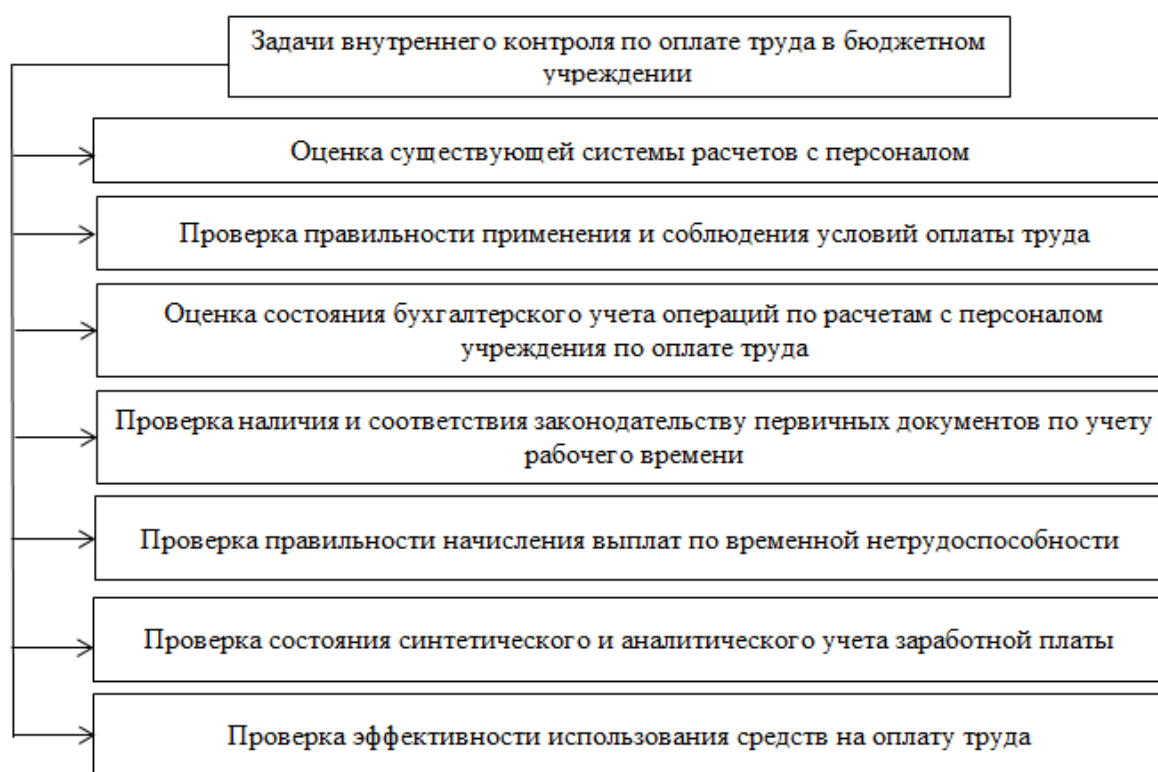 Задачи внутреннего контроля по оплате труда в бюджетном
учреждении
Оценка существующей системы расчетов с персоналом
Проверка правильности применения и соблюдения условий оплаты труда
Оценка состояния бухгалтерского учета операций по расчетам с персоналом
учреждения по оплате труда
Проверка наличия и соответствия законодательству первичных документов по учету
рабочего времени
Проверка правильности начисления выплат по временной нетрудоспособности
Проверка состояния синтетического и аналитического учета заработной платы
Проверка эффективности использования средств на оплату труда